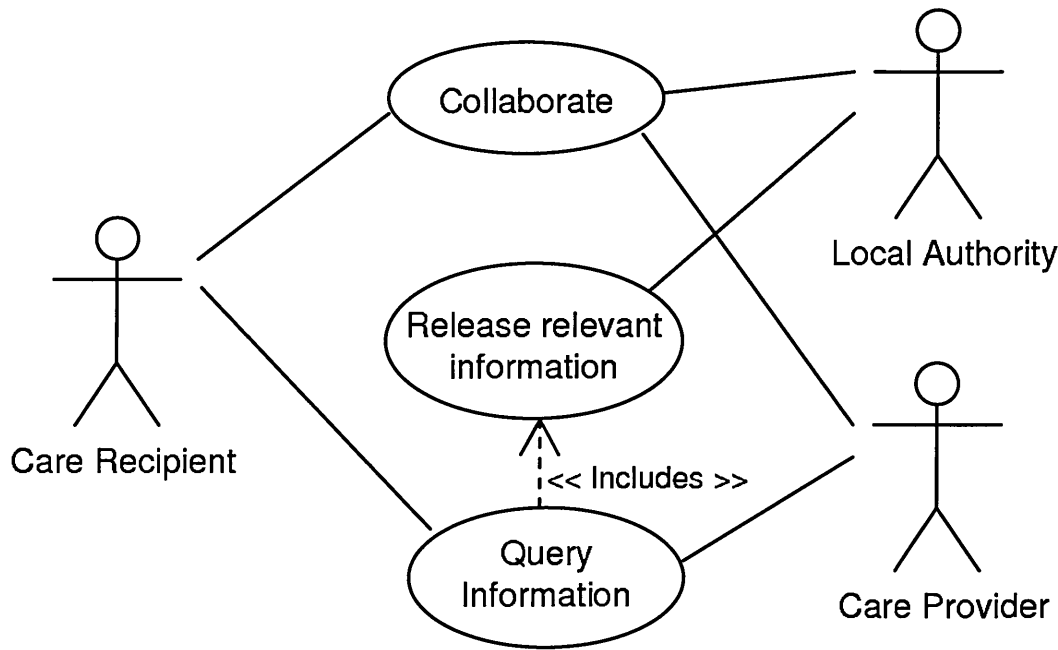 Collaborate
Local Authority
Release relevant
information
Care Recipient
<< Includes >>
Query
Information
Care Provider